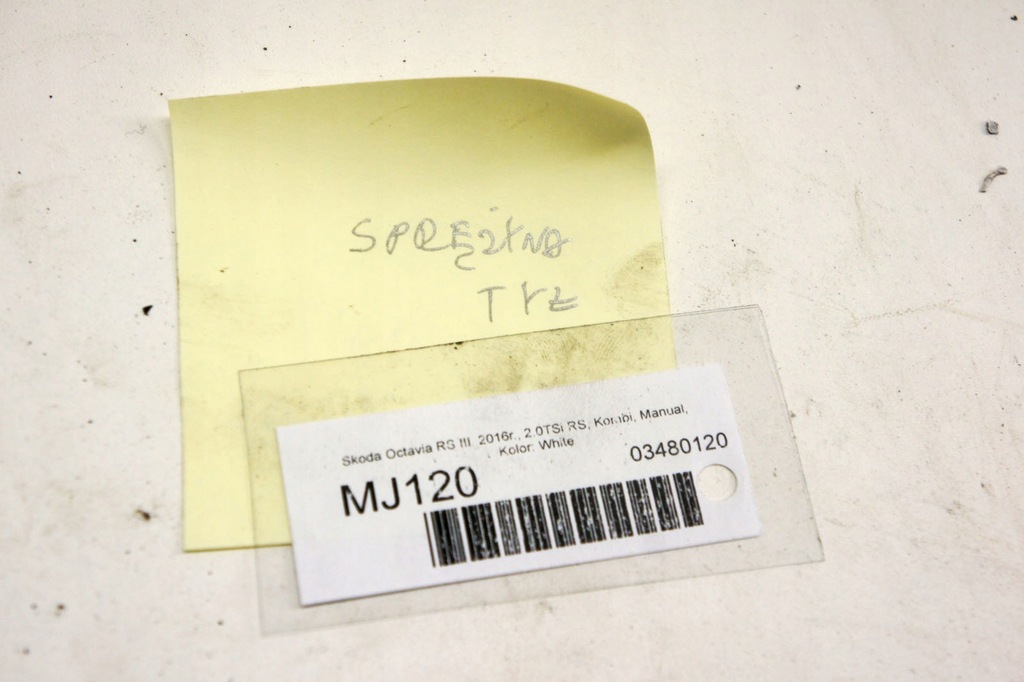 SPRĘŻYNA
TYŁ
Skoda Octavia RS III, 2016r., 2.0TSi RS, Kombi, Manual,
Kolor: White
03480120
MJ120